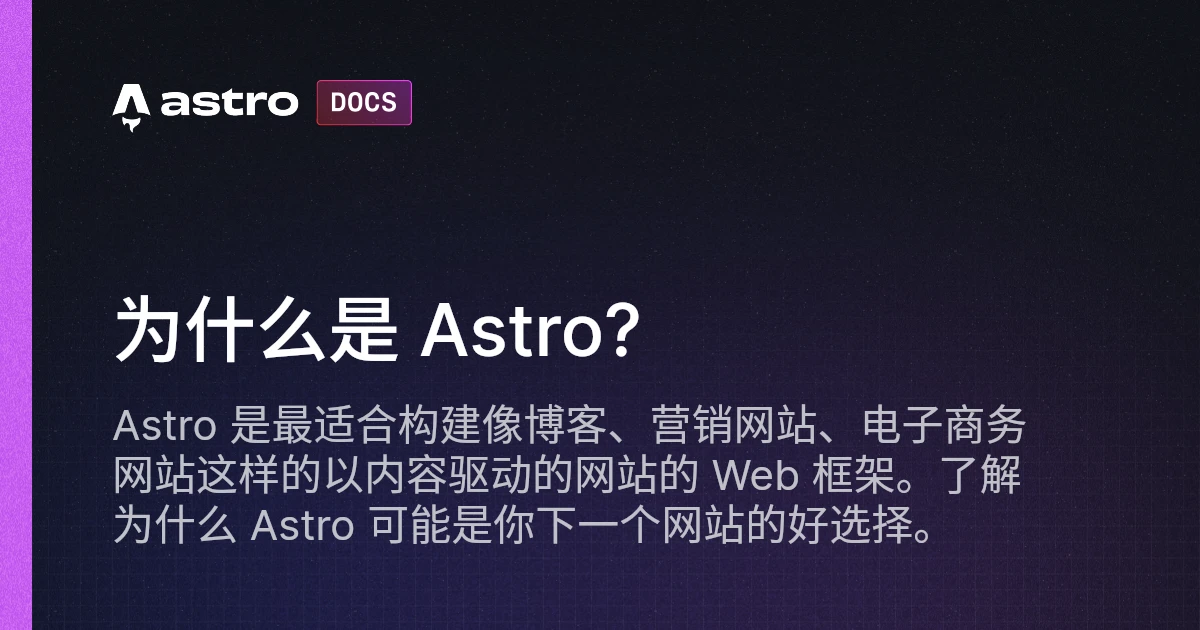 astro DOCS
为什么是 Astro?
Astro 是最适合构建像博客、营销网站、电子商务
网站这样的以内容驱动的网站的 Web 框架。了解
为什么 Astro 可能是你下一个网站的好选择。